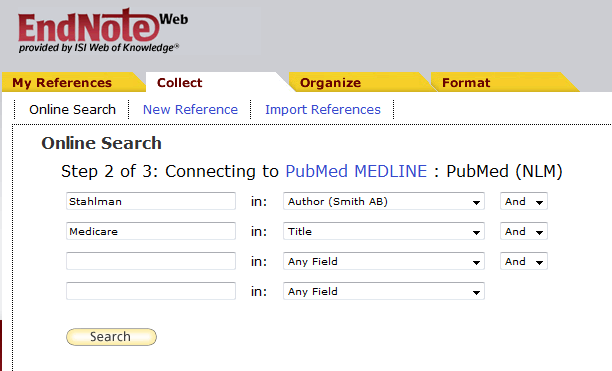 EndNote Web
provided by ISI Web of Knowledge®
My References Collect Organize Format
Online Search New Reference Import References
Online Search
Step 2 of 3: Connecting to PubMed MEDLINE : PubMed (NLM)
Stahlman in: Author (Smith AB) And
Medicare in: Title And
in: Any Field And
in: Any Field
Search